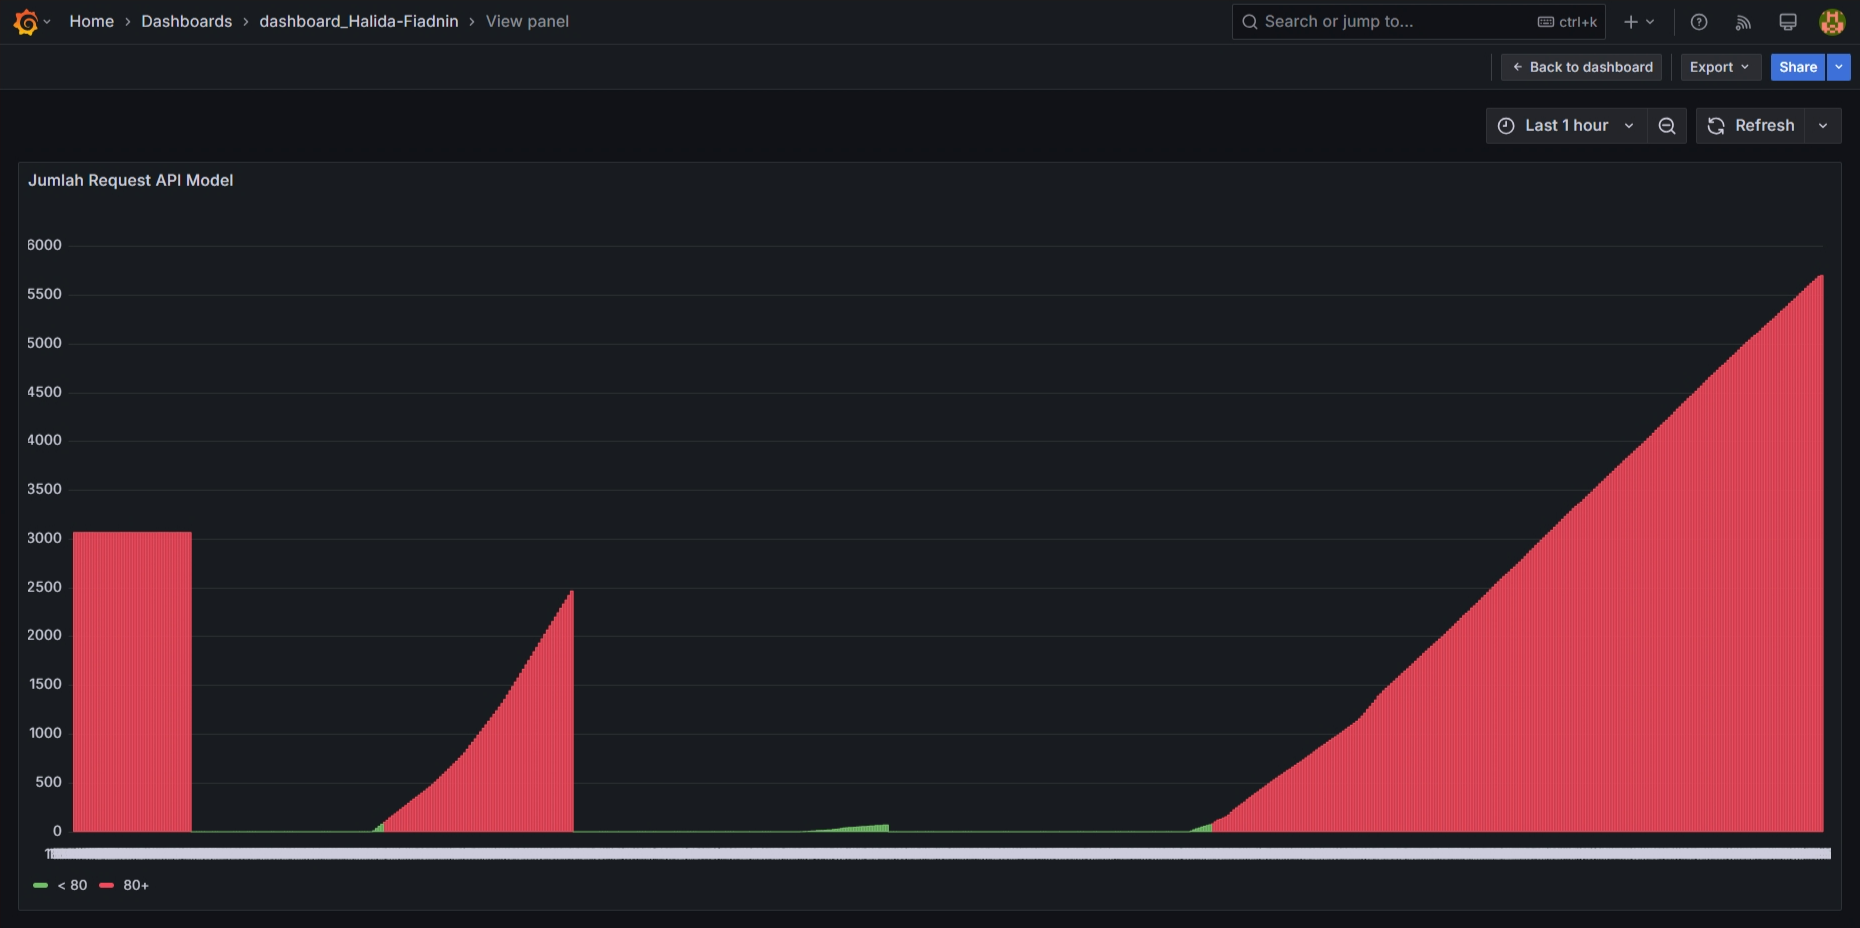 Home › Dashboards › dashboard_Halida-Fiadnin › View panel
Search or jump to... ctrl+k
Back to dashboard Export Share
Last 1 hour Refresh
Jumlah Request API Model
6000
5500
5000
4500
4000
3500
3000
2500
2000
1500
1000
500
0
< 80 80+